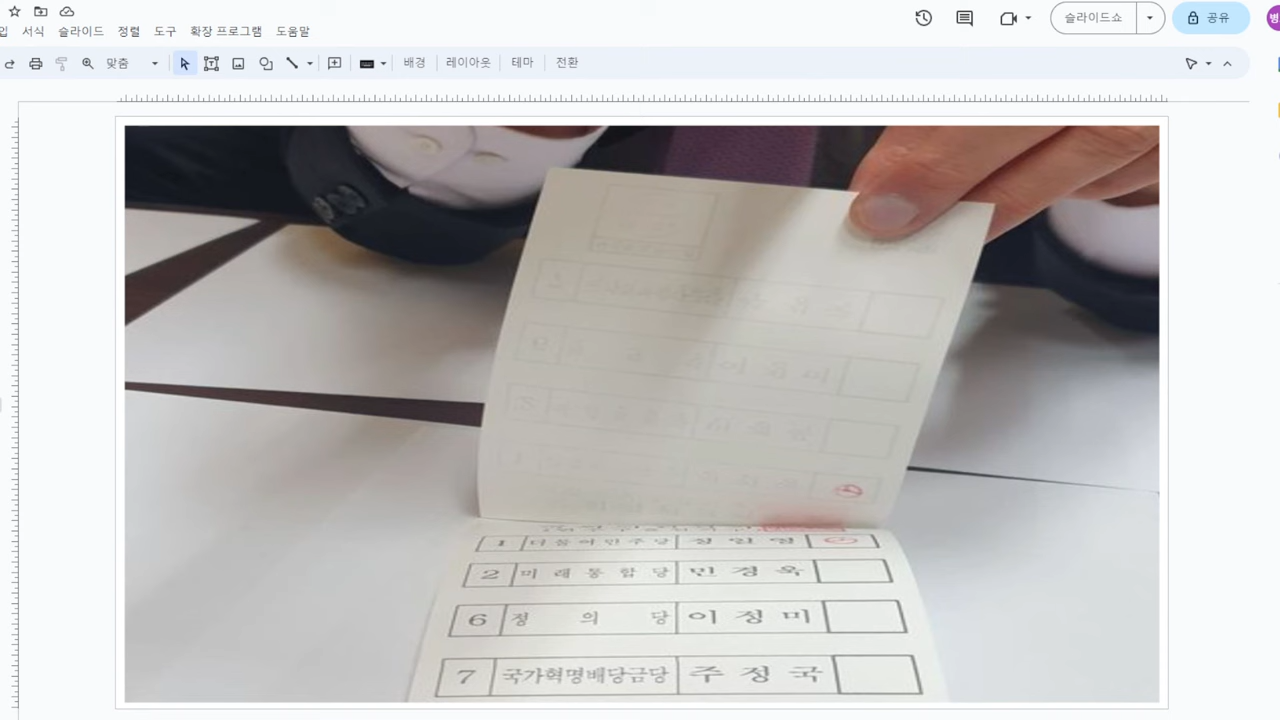 서식 슬라이드 정렬 도구 확장 프로그램 도움말
슬라이드쇼
공유
맞춤
배경 레이아웃 테마 전환
1 더불어민주당 정일영
2 미래통합당 민경욱
6 정의당 이정미
7 국가혁명배당금당 주정국